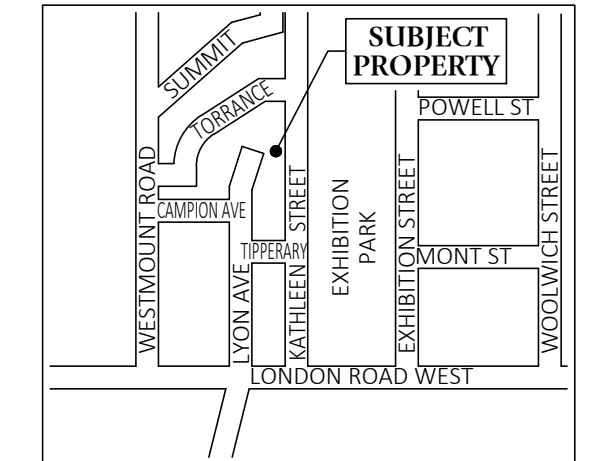 SUBJECT
PROPERTY
SUMMIT
TORRANCE
POWELL ST
WESTMOUNT ROAD
CAMPION AVE
TIPPERARY
LYON AVE
KATHLEEN STREET
EXHIBITION
PARK
EXHIBITION STREET
MONT ST
WOOLWICH STREET
LONDON ROAD WEST